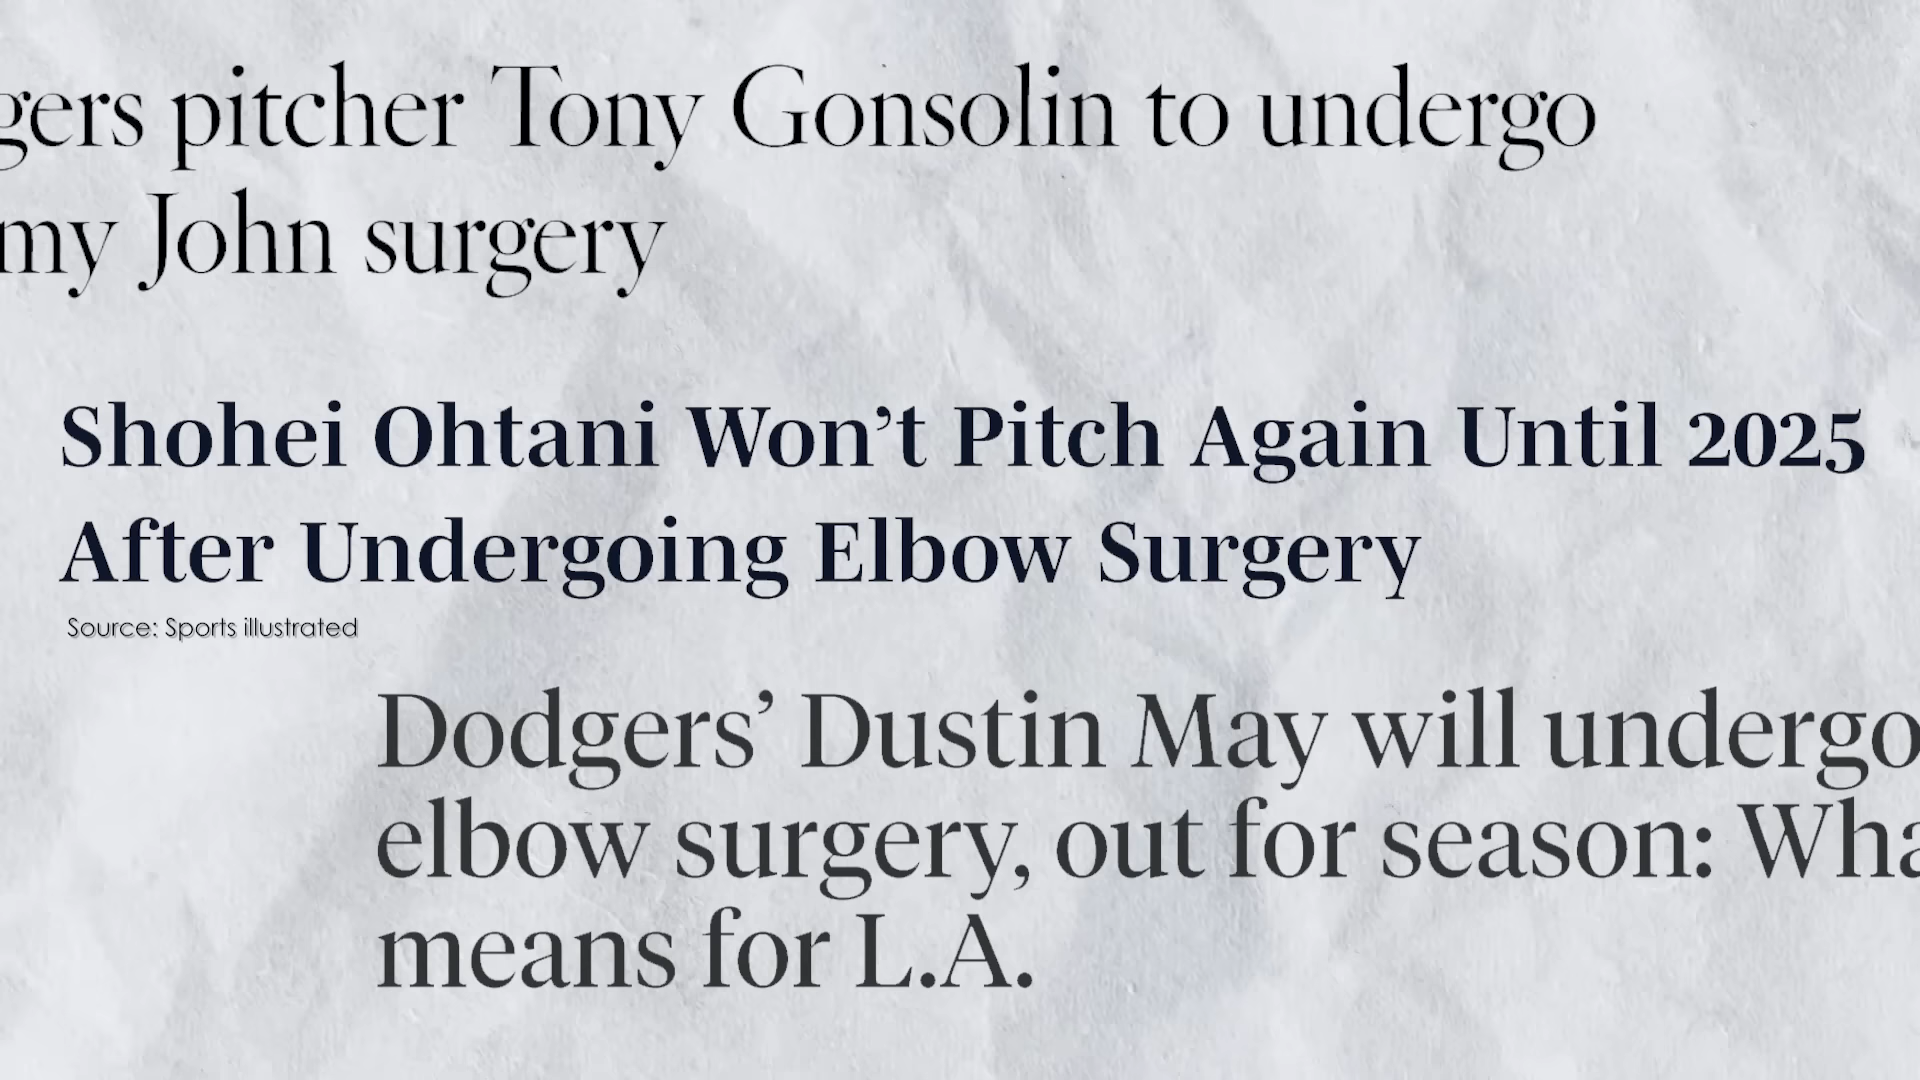 gers pitcher Tony Gonsolin to undergo
my John surgery
Shohei Ohtani Won’t Pitch Again Until 2025
After Undergoing Elbow Surgery
Source: Sports illustrated
Dodgers’ Dustin May will undergo
elbow surgery, out for season: Wha
means for L.A.